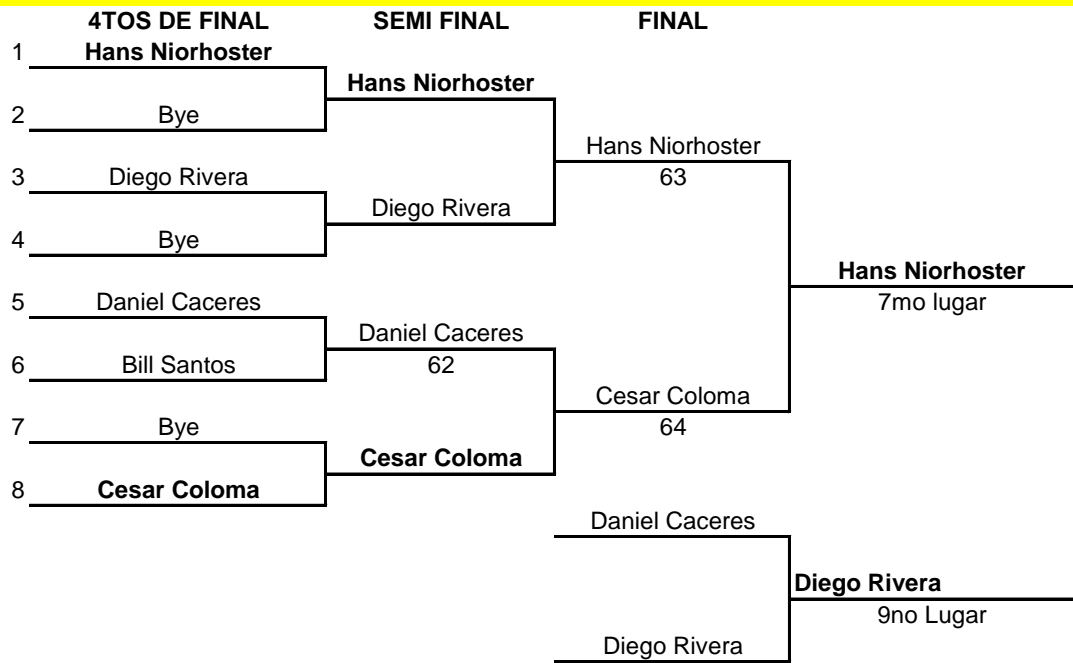 4TOS DE FINAL SEMI FINAL FINAL
1 Hans Niorhoster
Hans Niorhoster
2 Bye
Hans Niorhoster
3 Diego Rivera 63
Diego Rivera
4 Bye
Hans Niorhoster
5 Daniel Caceres 7mo lugar
Daniel Caceres
6 Bill Santos 62
Cesar Coloma
7 Bye 64
Cesar Coloma
8 Cesar Coloma
Daniel Caceres
Diego Rivera
9no Lugar
Diego Rivera